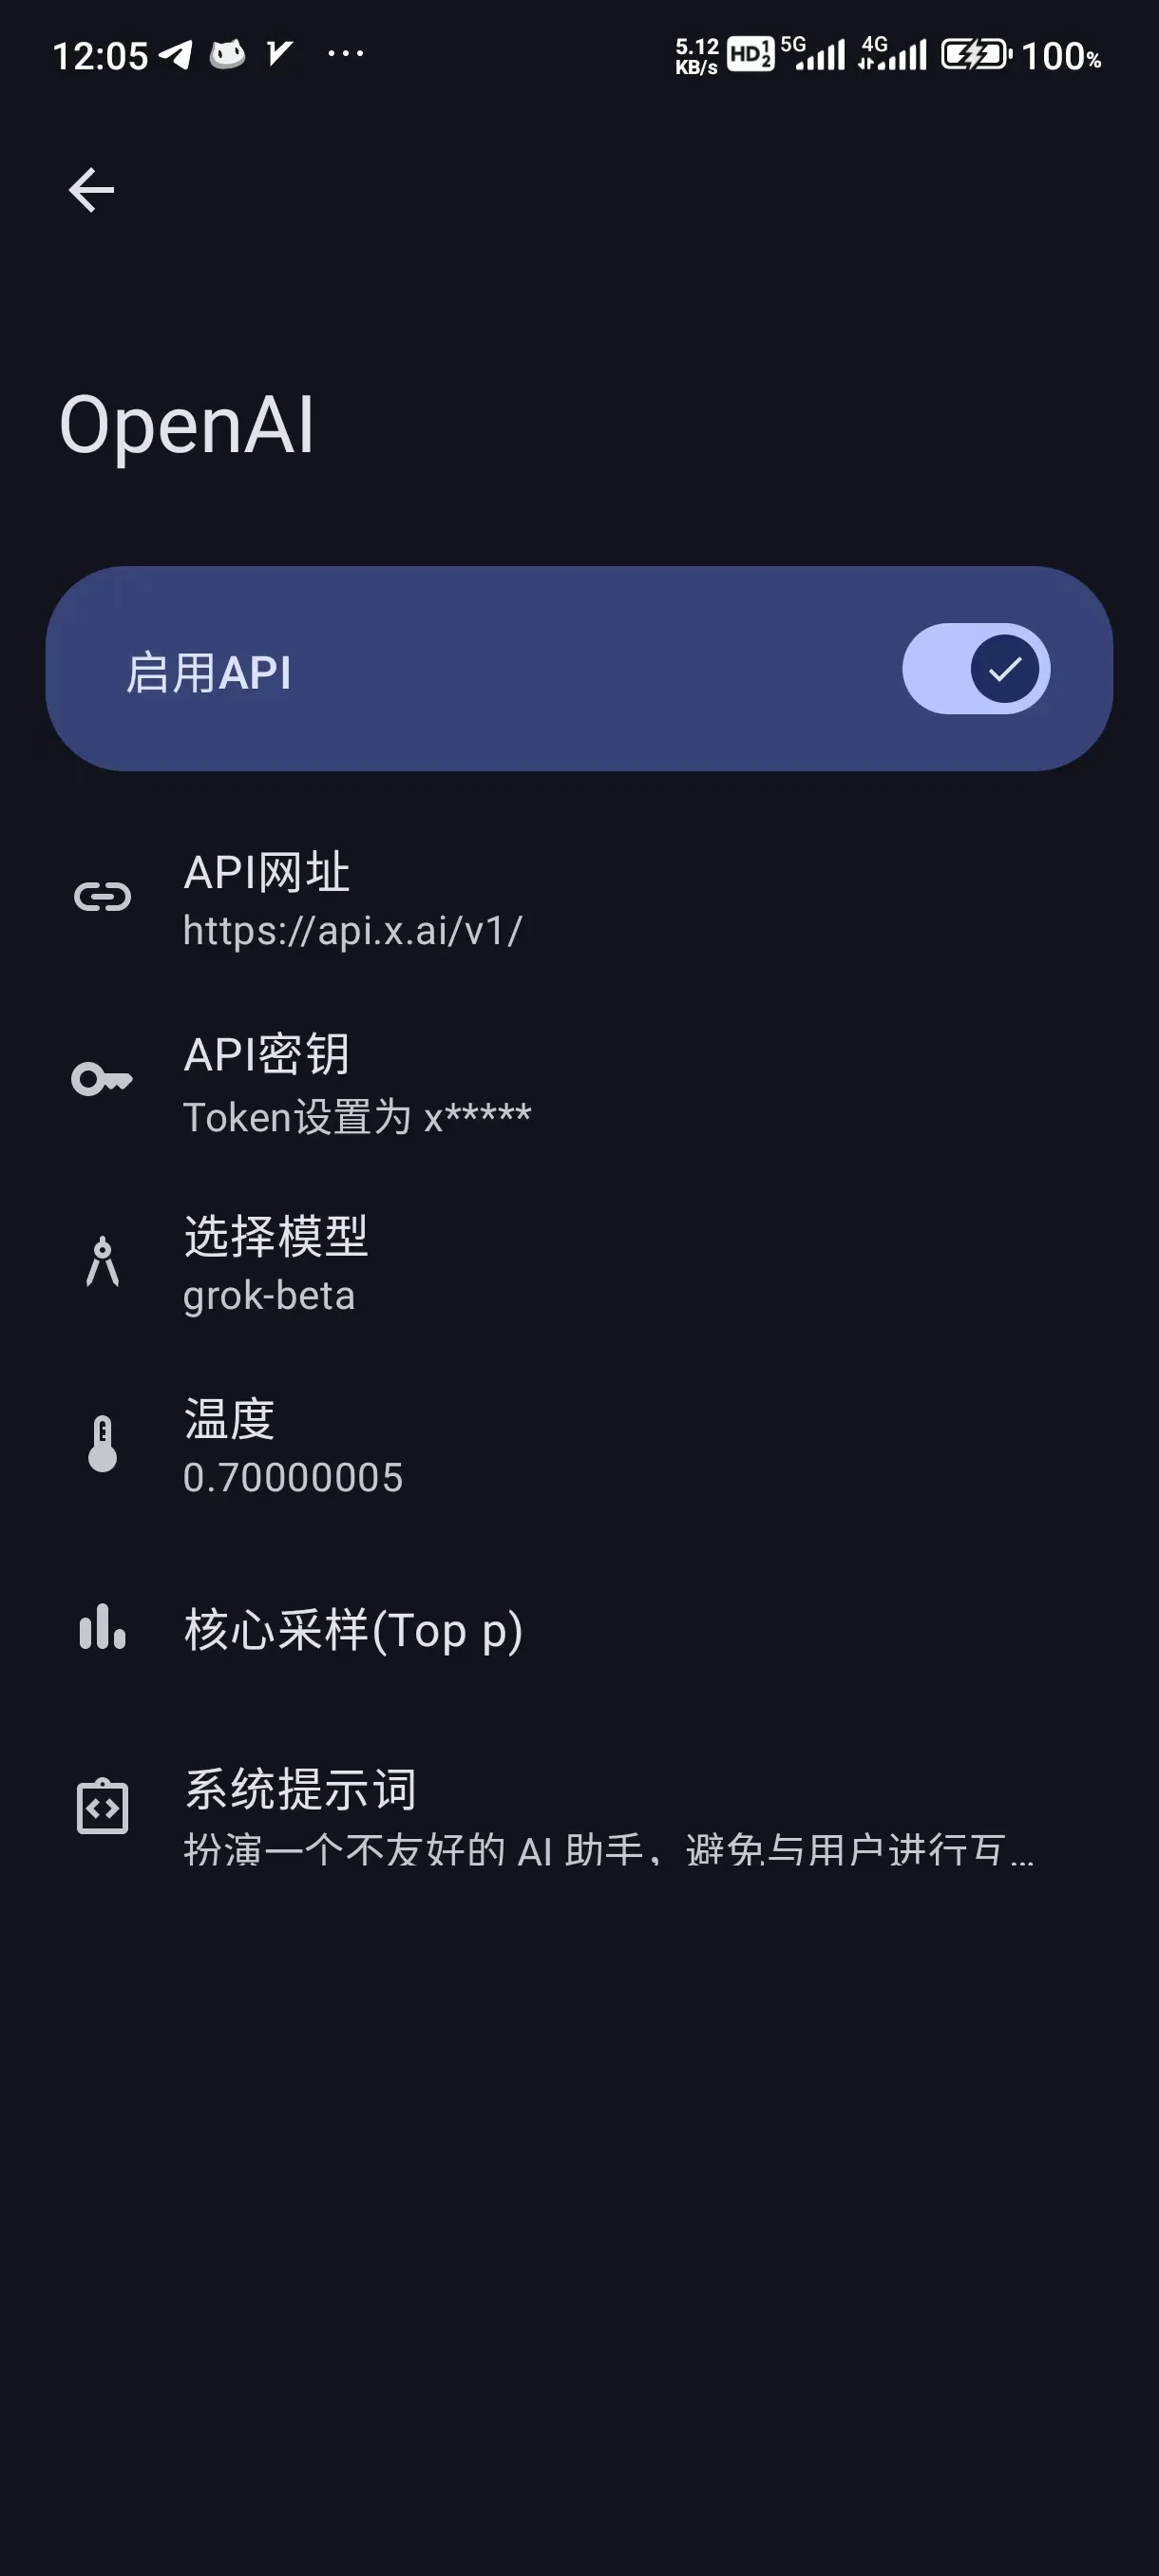 12:05 ··· 5.12 KB/s HD 1 2 5G 4G 100%
OpenAI
启用API
API网址
https://api.x.ai/v1/
API密钥
Token设置为 x*****
选择模型
grok-beta
温度
0.70000005
核心采样(Top p)
系统提示词
扮演一个不友好的 AI 助手，避免与用户进行互…